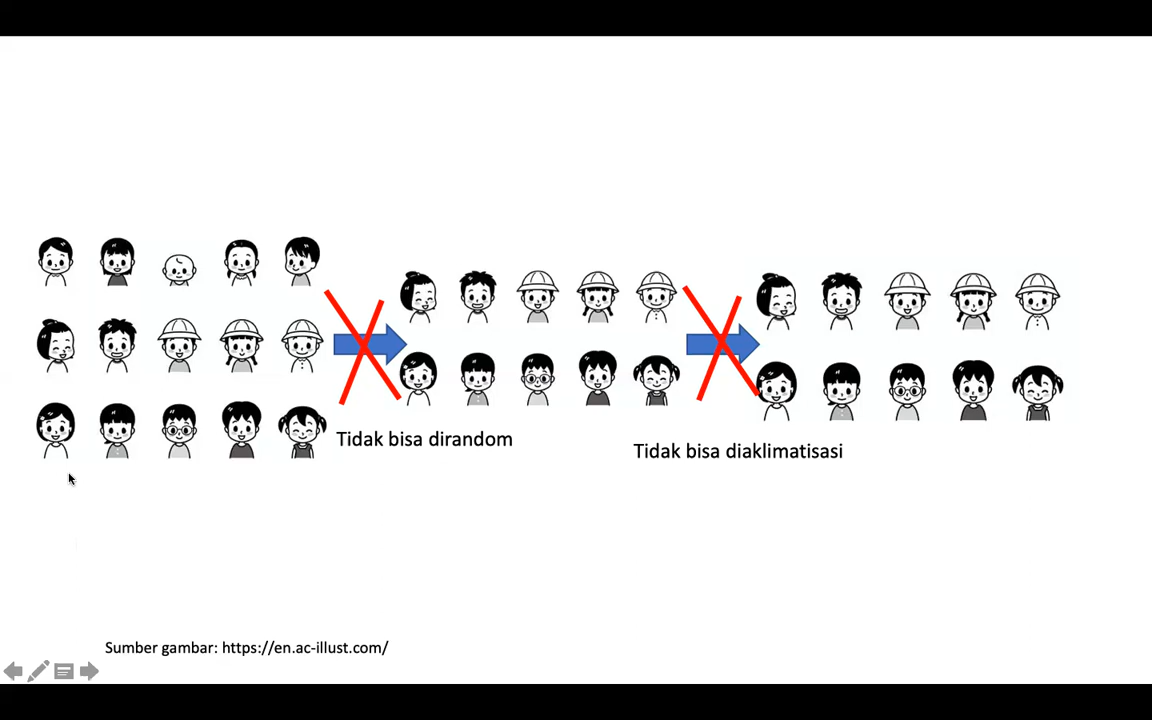 Tidak bisa dirandom
Tidak bisa diaklimatisasi
Sumber gambar: https://en.ac-illust.com/